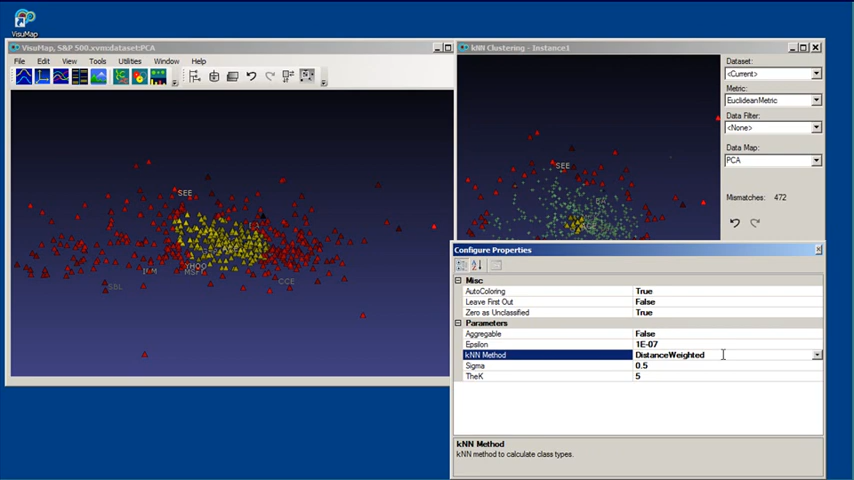 VisuMap
VisuMap, S&P 500.xvm:dataset:PCA
File Edit View Tools Utilities Window Help
SEE
YHOO
MSFT
CCE
kNN Clustering - Instance1
SEE
Dataset:
<Current>
Metric:
EuclideanMetric
Data Filter:
<None>
Data Map:
PCA
Mismatches: 472
Configure Properties
Misc
AutoColoring True
Leave First Out False
Zero as Unclassified True
Parameters
Aggregable False
Epsilon 1E-07
kNN Method DistanceWeighted
Sigma 0.5
TheK 5
kNN Method
kNN method to calculate class types.